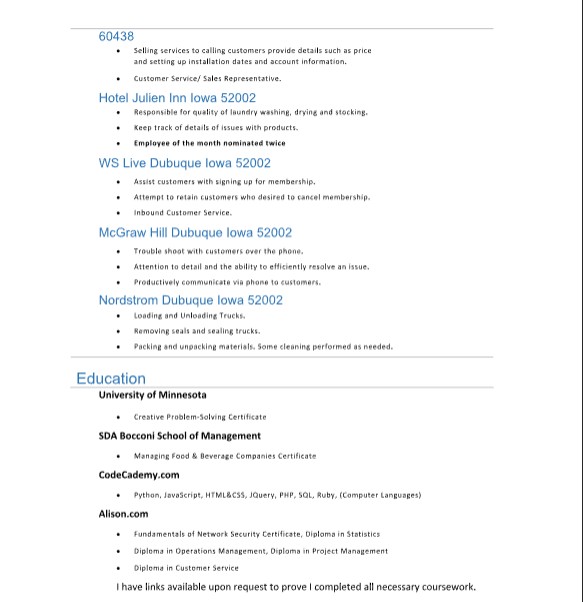 60438
• Selling services to calling customers provide details such as price
and setting up installation dates and account information.
• Customer Service/ Sales Representative.
Hotel Julien Inn Iowa 52002
• Responsible for quality of laundry washing, drying and stocking.
• Keep track of details of issues with products.
• Employee of the month nominated twice
WS Live Dubuque Iowa 52002
• Assist customers with signing up for membership.
• Attempt to retain customers who desired to cancel membership.
• Inbound Customer Service.
McGraw Hill Dubuque Iowa 52002
• Trouble shoot with customers over the phone.
• Attention to detail and the ability to efficiently resolve an issue.
• Productively communicate via phone to customers.
Nordstrom Dubuque Iowa 52002
• Loading and Unloading Trucks.
• Removing seals and sealing trucks.
• Packing and unpacking materials. Some cleaning performed as needed.
Education
University of Minnesota
• Creative Problem-Solving Certificate
SDA Bocconi School of Management
• Managing Food & Beverage Companies Certificate
CodeCademy.com
• Python, JavaScript, HTML&CSS, JQuery, PHP, SQL, Ruby, (Computer Languages)
Alison.com
• Fundamentals of Network Security Certificate, Diploma in Statistics
• Diploma in Operations Management, Diploma in Project Management
• Diploma in Customer Service
I have links available upon request to prove I completed all necessary coursework.